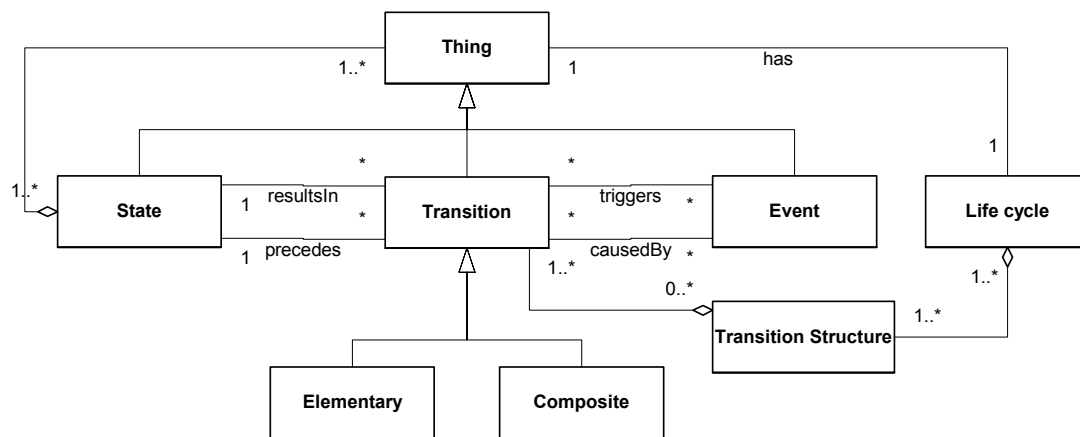 Thing
1..*
1
has
1
*
*
1..*
State
resultsIn
1
*
Transition
triggers
*
*
Event
Life cycle
precedes
1
causedBy
*
1..*
0..*
1..*
1..*
Transition Structure
Elementary
Composite